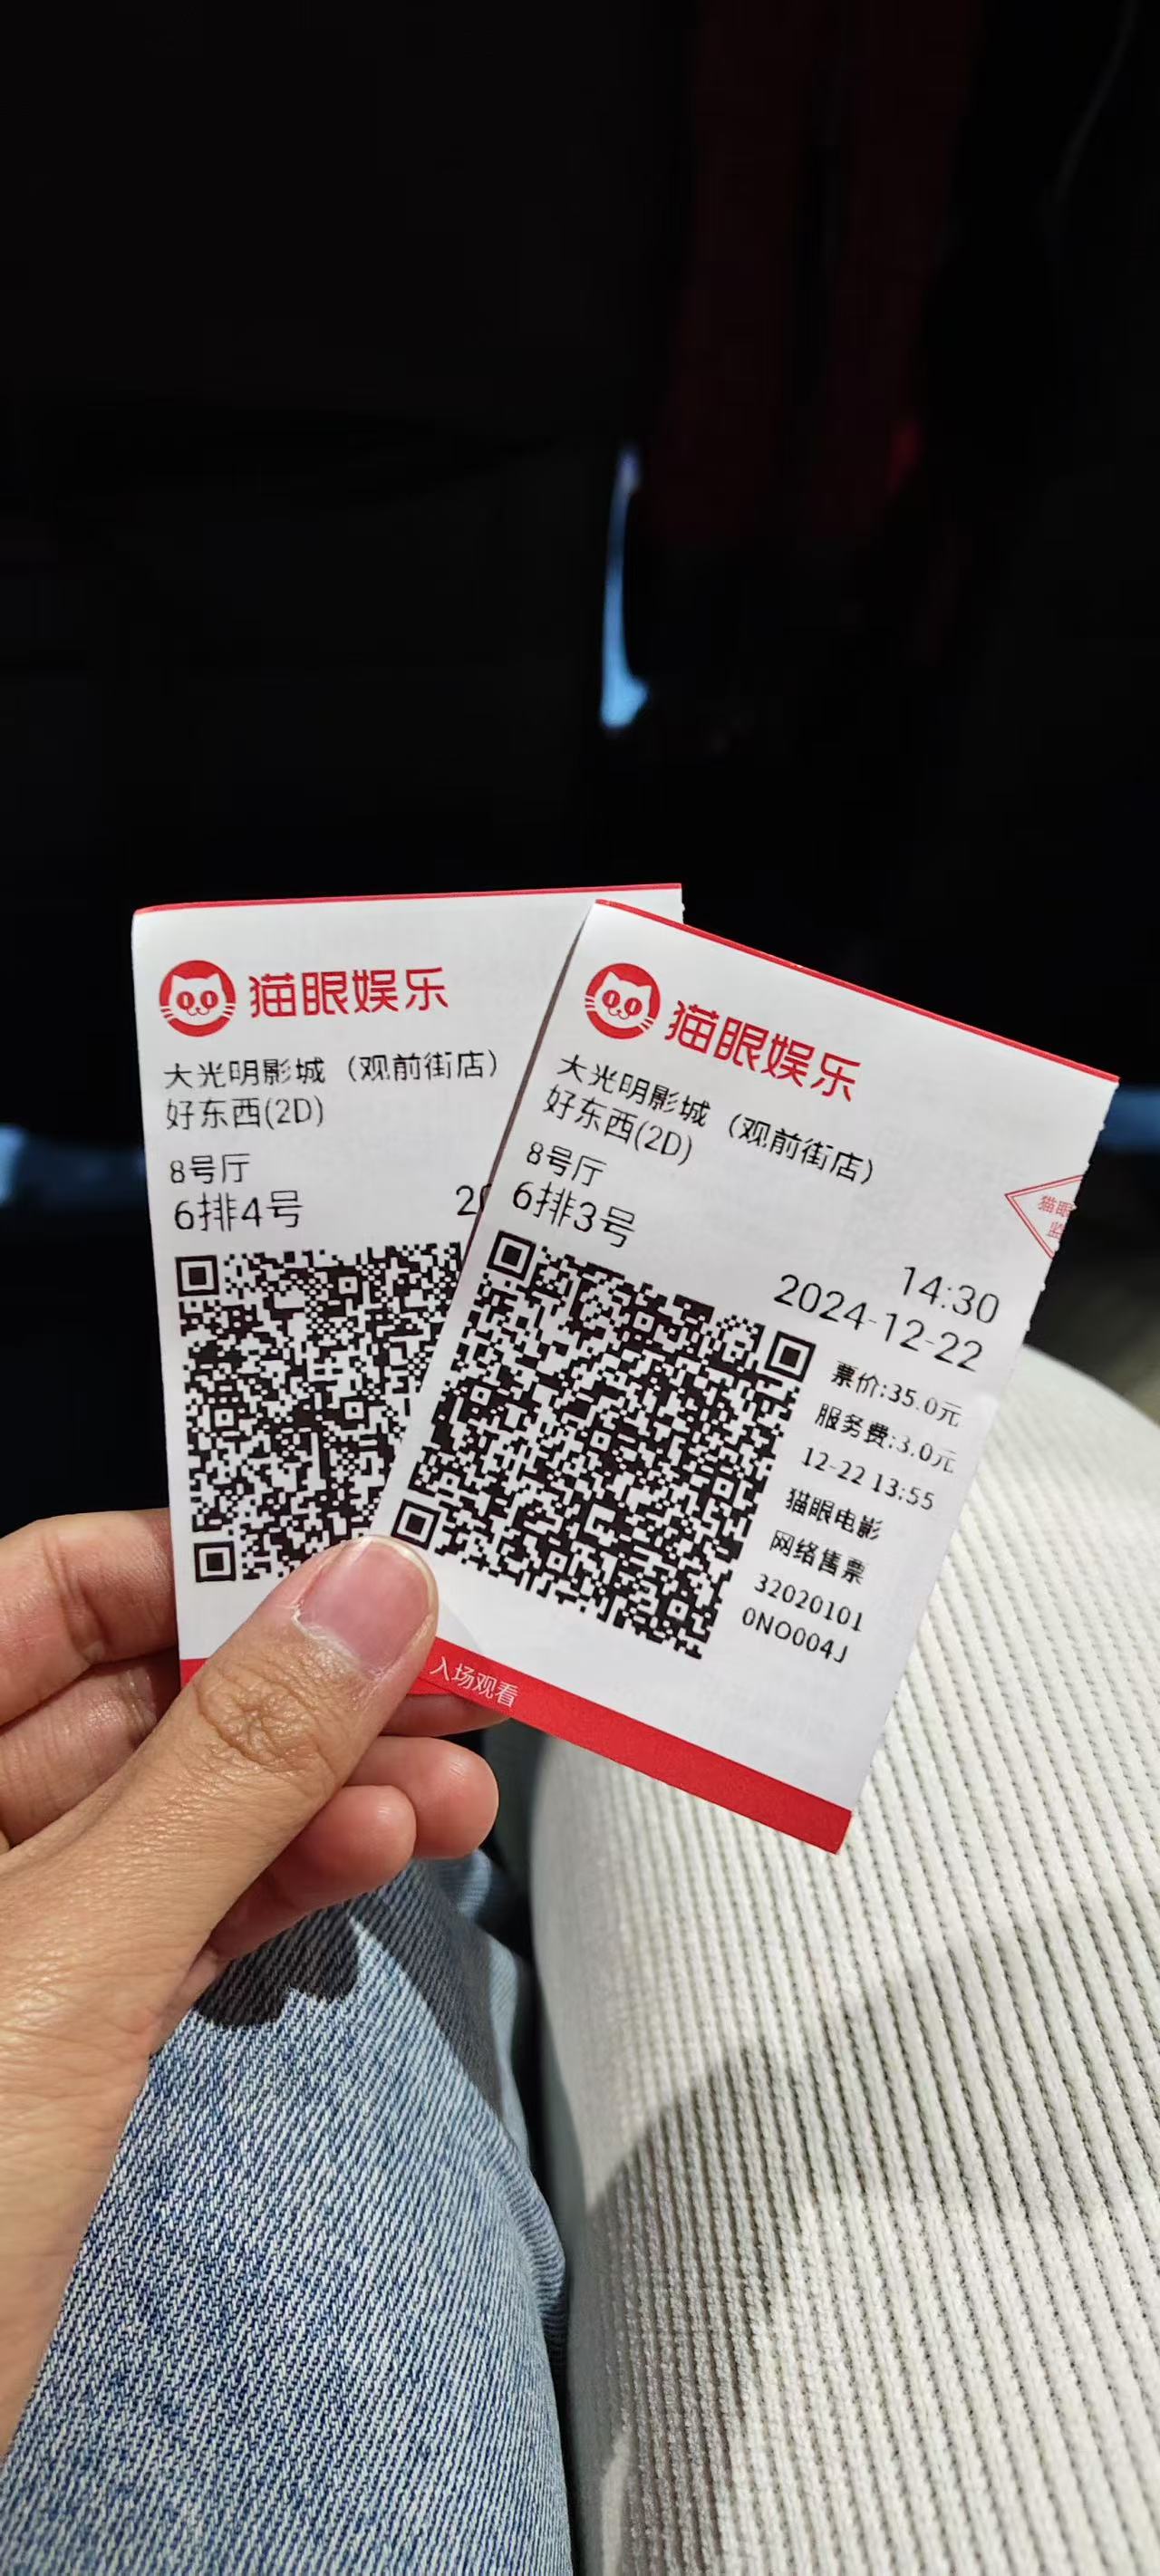 猫眼娱乐
大光明影城（观前街店）
好东西(2D)
8号厅
6排4号
20
猫眼娱乐
大光明影城（观前街店）
好东西(2D)
8号厅
6排3号
猫眼
监
14:30
2024-12-22
票价:35.0元
服务费:3.0元
12-22 13:55
猫眼电影
网络售票
32020101
0NO004J
入场观看